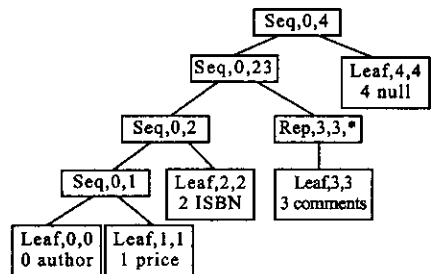 Seq,0,4
Seq,0,23
Leaf,4,4
4 null
Seq,0,2
Rep,3,3,*
Seq,0,1
Leaf,2,2
2 ISBN
Leaf,3,3
3 comments
Leaf,0,0
0 author
Leaf,1,1
1 price